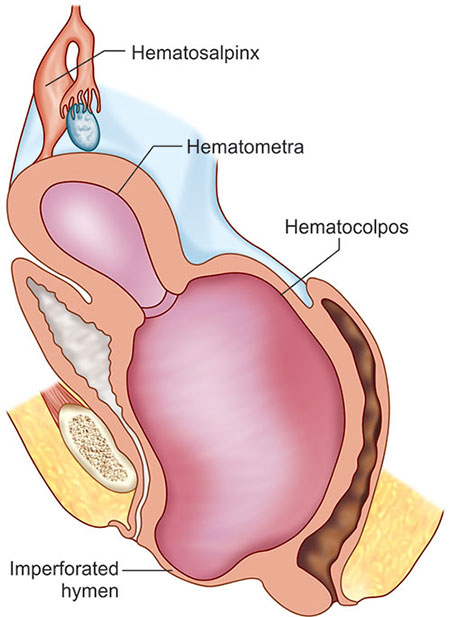 Hematosalpinx
Hematometra
Hematocolpos
Imperforated
hymen